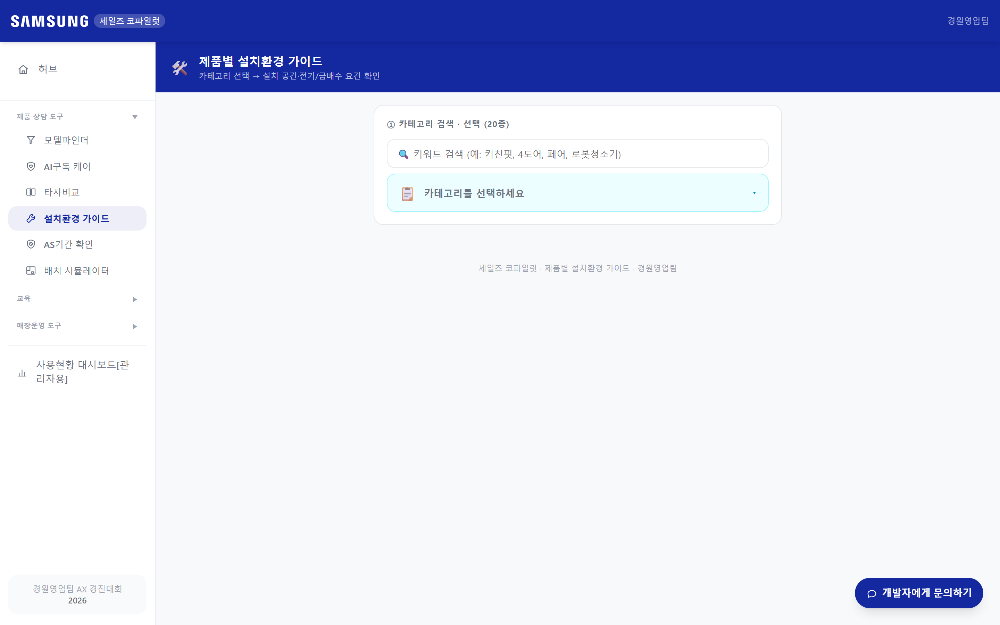 SAMSUNG 세일즈 코파일럿
경원영업팀
허브
제품 상담 도구
모델파인더
AI구독 케어
타사비교
설치환경 가이드
AS기간 확인
배치 시뮬레이터
교육
매장운영 도구
사용현황 대시보드[관
리자용]
경원영업팀 AX 경진대회
2026
제품별 설치환경 가이드
카테고리 선택 → 설치 공간·전기/급배수 요건 확인
① 카테고리 검색 · 선택 (20종)
키워드 검색 (예: 키친핏, 4도어, 페어, 로봇청소기)
카테고리를 선택하세요
세일즈 코파일럿 · 제품별 설치환경 가이드 · 경원영업팀
개발자에게 문의하기